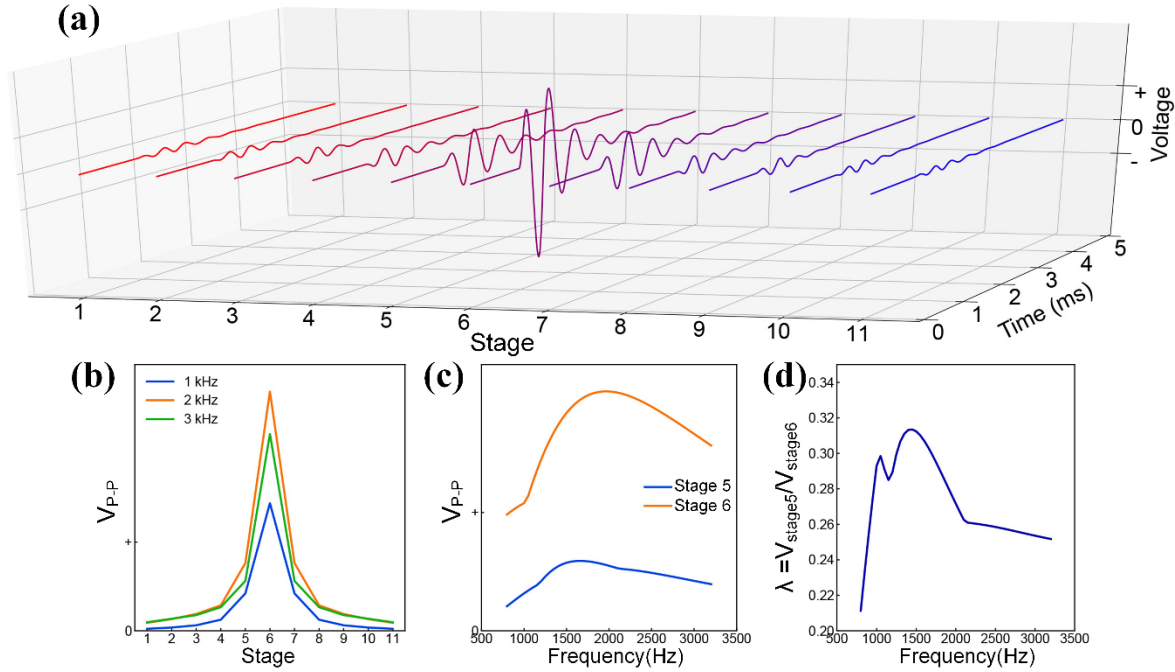 (a)
+
0
-
Voltage
1 2 3 4 5 6 7 8 9 10 11
Stage
0 1 2 3 4 5
Time (ms)
(b)
1 kHz
2 kHz
3 kHz
V P-P
+
0
1 2 3 4 5 6 7 8 9 10 11
Stage
(c)
V P-P
+
0
Stage 5
Stage 6
500 1000 1500 2000 2500 3000 3500
Frequency(Hz)
(d)
λ =Vstage5/Vstage6
0.34
0.32
0.30
0.28
0.26
0.24
0.22
0.20
500 1000 1500 2000 2500 3000 3500
Frequency(Hz)